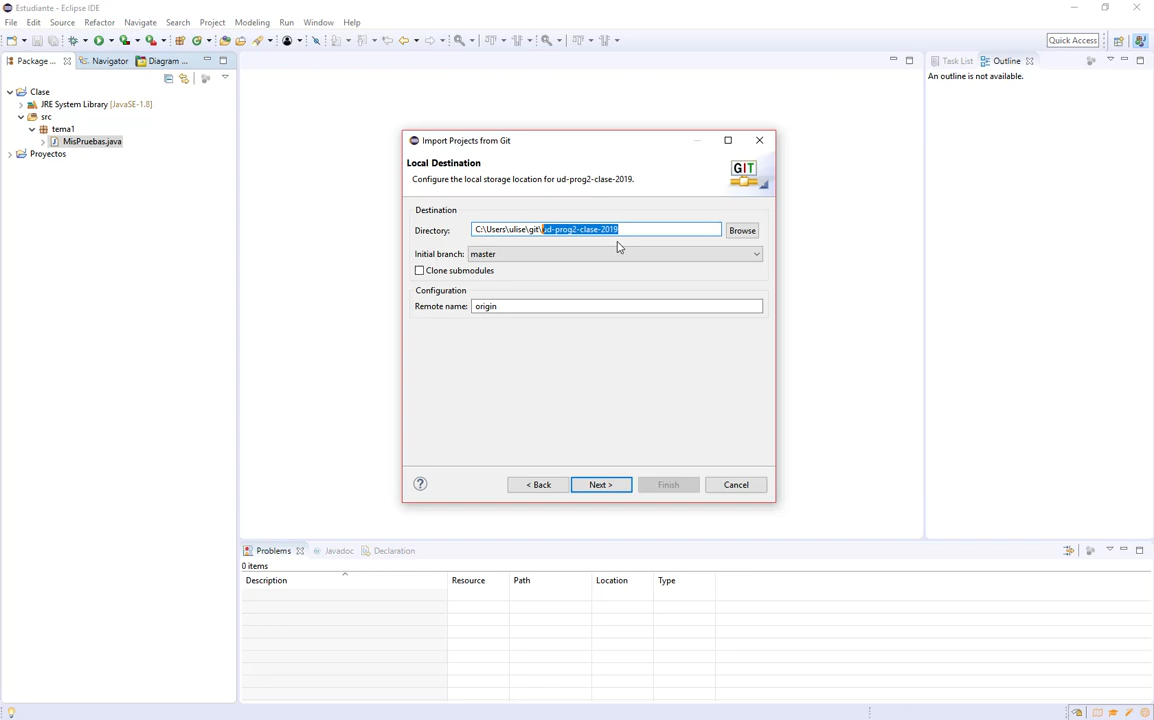 Estudiante - Eclipse IDE
File Edit Source Refactor Navigate Search Project Modeling Run Window Help
Quick Access
Package ... Navigator Diagram ...
Task List Outline
An outline is not available.
Clase
JRE System Library [JavaSE-1.8]
src
tema1
MisPruebas.java
Proyectos
Import Projects from Git
Local Destination
Configure the local storage location for ud-prog2-clase-2019.
GIT
Destination
Directory: C:\Users\ulise\git\ud-prog2-clase-2019 Browse
Initial branch: master
Clone submodules
Configuration
Remote name: origin
? < Back Next > Finish Cancel
Problems Javadoc Declaration
0 items
Description Resource Path Location Type